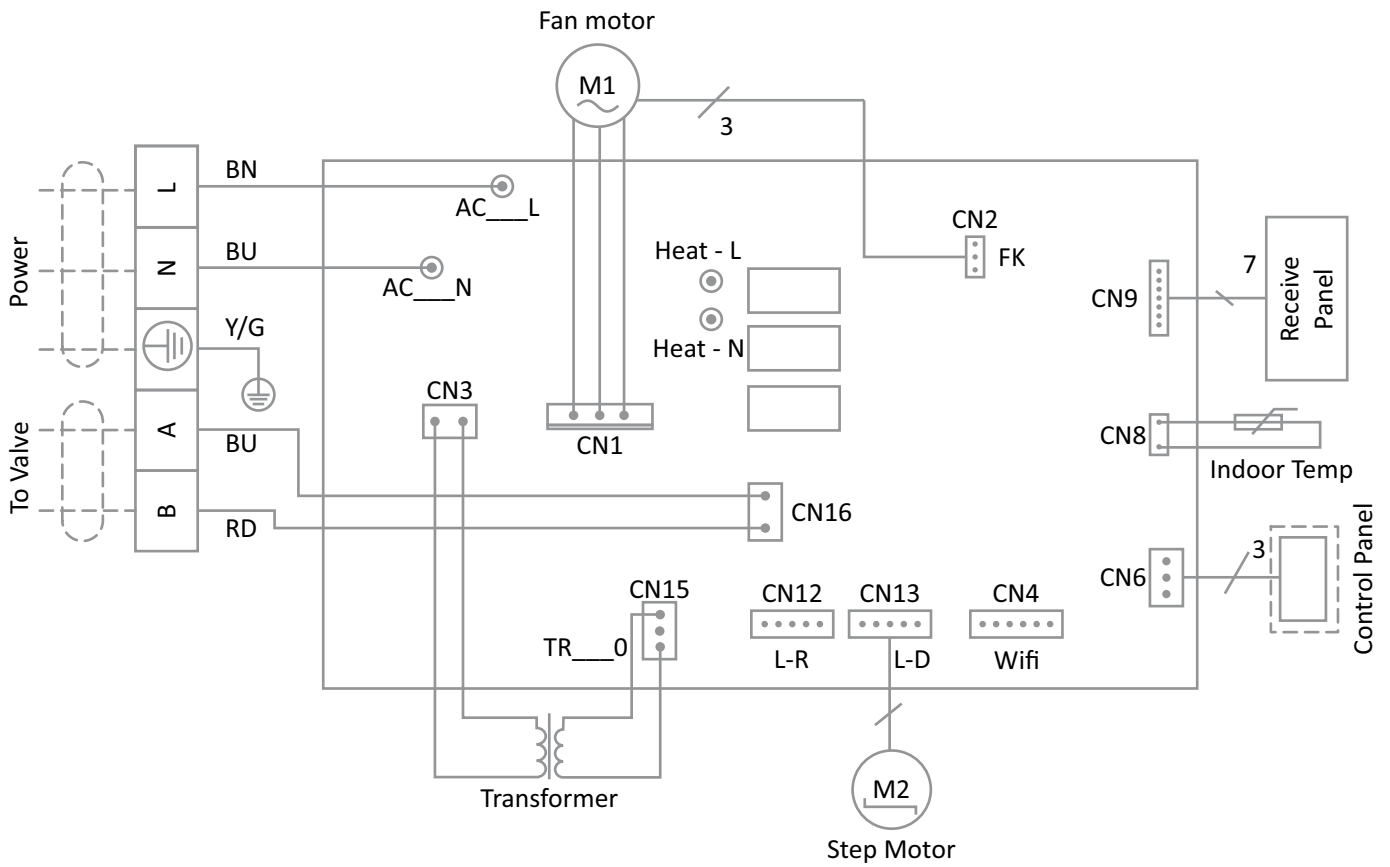 Fan motor
M1
3
Power
L
BN
AC___L
N
BU
AC___N
Y/G
To Valve
A
BU
B
RD
Heat - L
Heat - N
CN2
FK
CN9
7
Receive
Panel
CN3
CN1
CN8
Indoor Temp
CN16
CN6
3
Control Panel
CN15
TR___0
CN12
L-R
CN13
L-D
CN4
Wifi
Transformer
M2
Step Motor